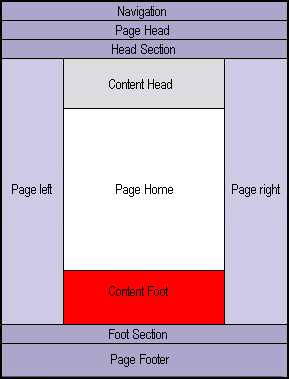 Navigation
Page Head
Head Section
Content Head
Page left
Page Home
Page right
Content Foot
Foot Section
Page Footer